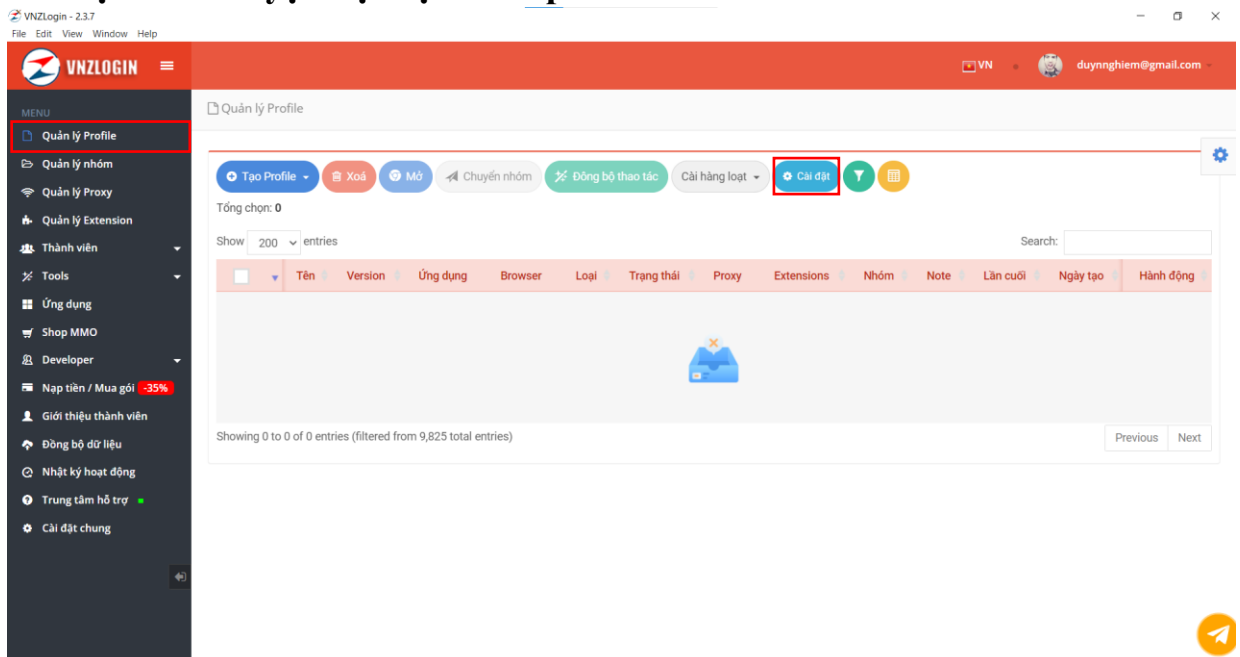 VNZLogin - 2.3.7
File Edit View Window Help
VNZLOGIN
VN
duynnghiem@gmail.com
MENU
Quản lý Profile
Quản lý nhóm
Quản lý Proxy
Quản lý Extension
Thành viên
Tools
Ứng dụng
Shop MMO
Developer
Nạp tiền / Mua gói -35%
Giới thiệu thành viên
Đồng bộ dữ liệu
Nhật ký hoạt động
Trung tâm hỗ trợ
Cài đặt chung
Quản lý Profile
Tạo Profile Xoá Mở Chuyển nhóm Đồng bộ thao tác Cài hàng loạt Cài đặt
Tổng chọn: 0
Show 200 entries Search:
Tên Version Ứng dụng Browser Loại Trạng thái Proxy Extensions Nhóm Note Lần cuối Ngày tạo Hành động
Showing 0 to 0 of 0 entries (filtered from 9,825 total entries)
Previous Next